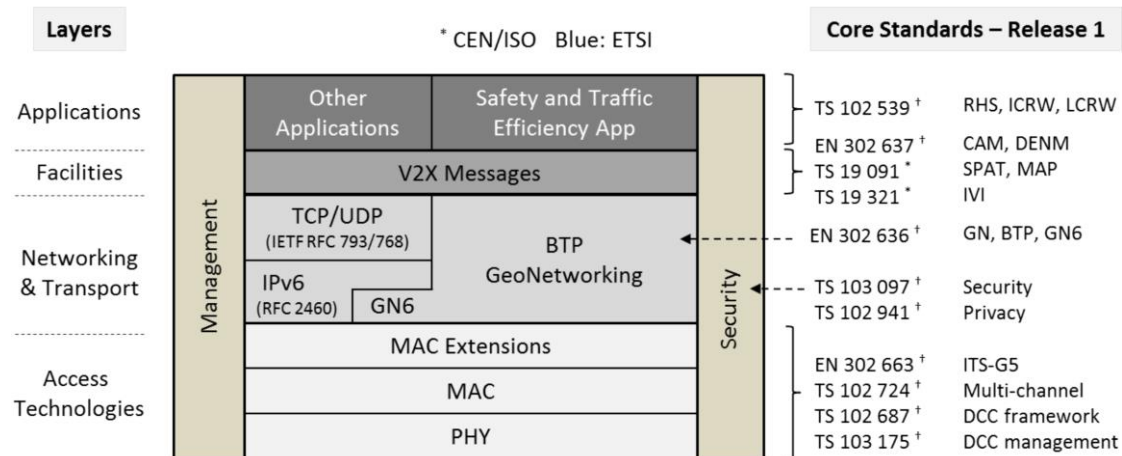 Layers
* CEN/ISO Blue: ETSI
Core Standards – Release 1
Applications
Facilities
Networking
& Transport
Access
Technologies
Management
Other
Applications
Safety and Traffic
Efficiency App
V2X Messages
TCP/UDP
(IETF RFC 793/768)
IPv6
(RFC 2460)
GN6
BTP
GeoNetworking
MAC Extensions
MAC
PHY
Security
TS 102 539 † RHS, ICRW, LCRW
EN 302 637 † CAM, DENM
TS 19 091 * SPAT, MAP
TS 19 321 * IVI
EN 302 636 † GN, BTP, GN6
TS 103 097 † Security
TS 102 941 † Privacy
EN 302 663 † ITS-G5
TS 102 724 † Multi-channel
TS 102 687 † DCC framework
TS 103 175 † DCC management